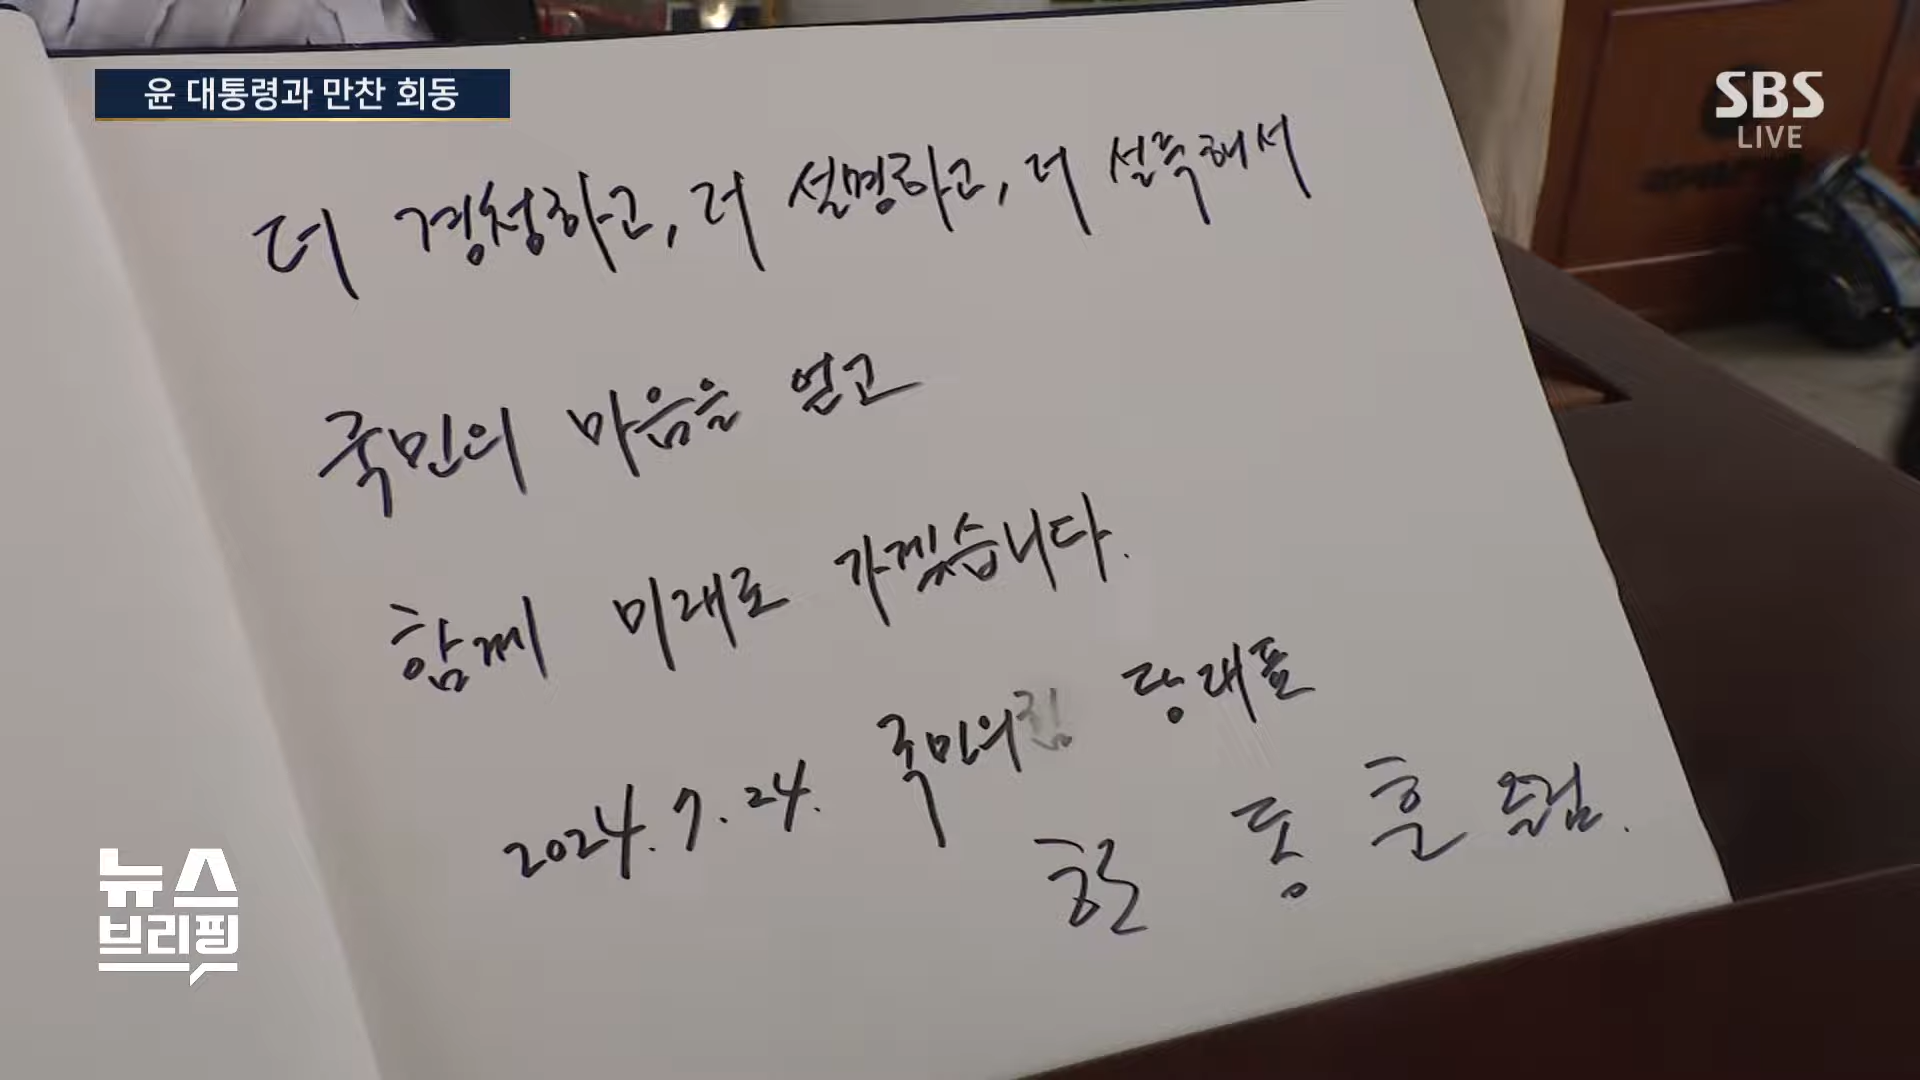 윤 대통령과 만찬 회동
SBS
LIVE
더 경청하고, 더 설명하고, 더 설득해서
국민의 마음을 얻고
함께 미래로 가겠습니다.
2024. 7. 24. 국민의힘 당대표
한 동 훈 올림.
뉴스
브리핑